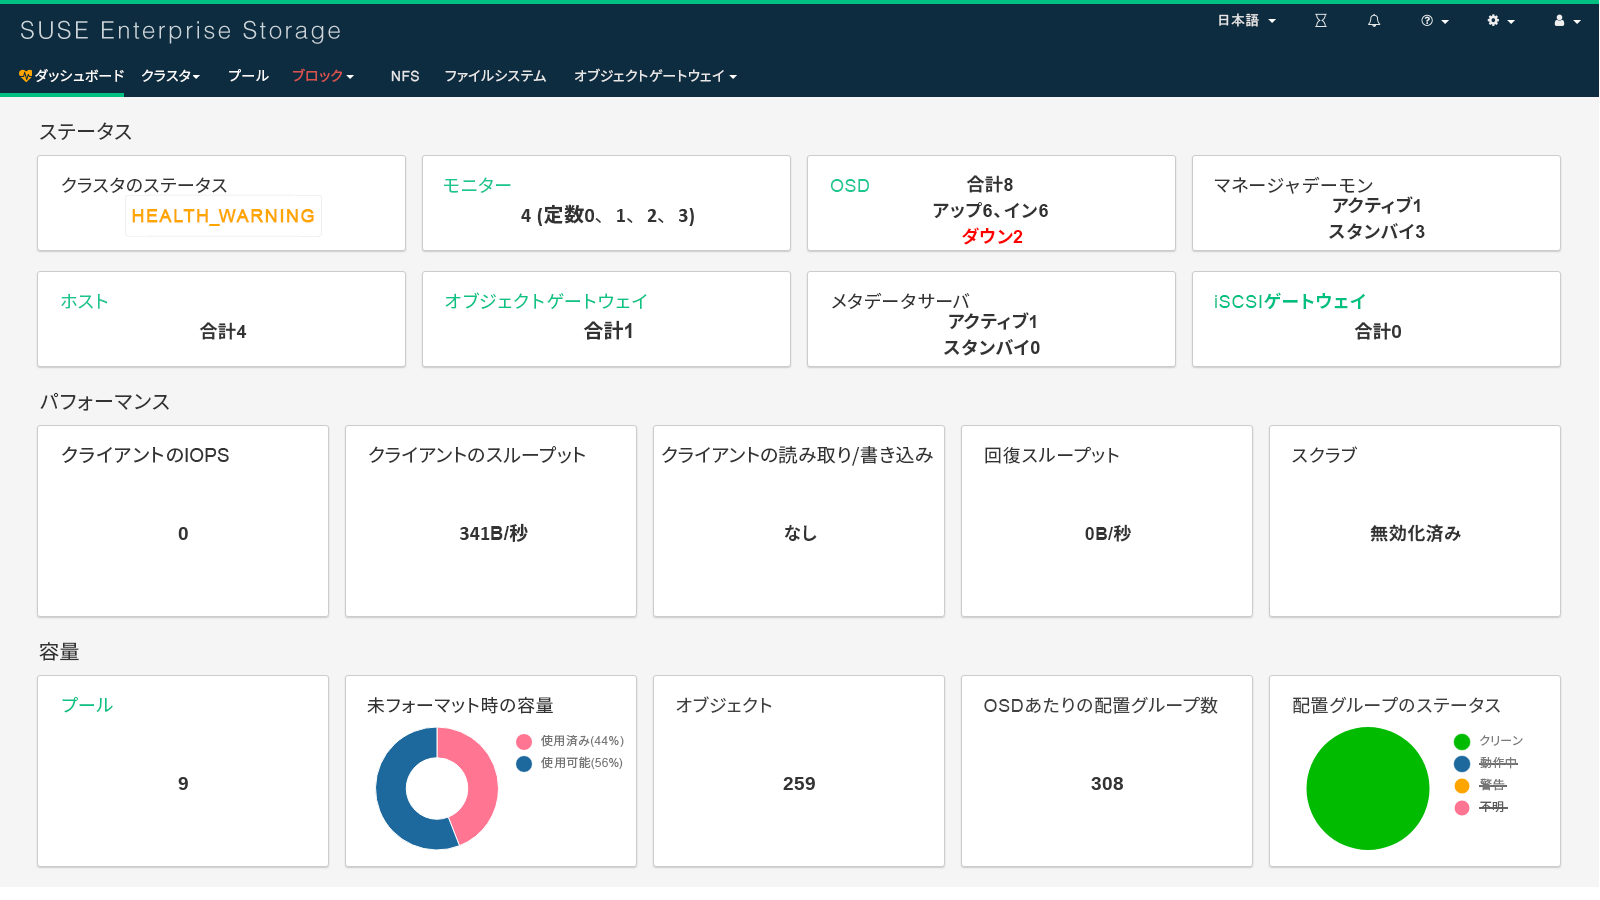 SUSE Enterprise Storage
日本語
ダッシュボード クラスタ プール ブロック NFS ファイルシステム オブジェクトゲートウェイ
ステータス
クラスタのステータス
HEALTH_WARNING
モニター
4 (定数0、 1、 2、 3)
OSD
合計8
アップ6、イン6
ダウン2
マネージャデーモン
アクティブ1
スタンバイ3
ホスト
合計4
オブジェクトゲートウェイ
合計1
メタデータサーバ
アクティブ1
スタンバイ0
iSCSIゲートウェイ
合計0
パフォーマンス
クライアントのIOPS
0
クライアントのスループット
341B/秒
クライアントの読み取り/書き込み
なし
回復スループット
0B/秒
スクラブ
無効化済み
容量
プール
9
未フォーマット時の容量
使用済み(44%)
使用可能(56%)
オブジェクト
259
OSDあたりの配置グループ数
308
配置グループのステータス
クリーン
動作中
警告
不明